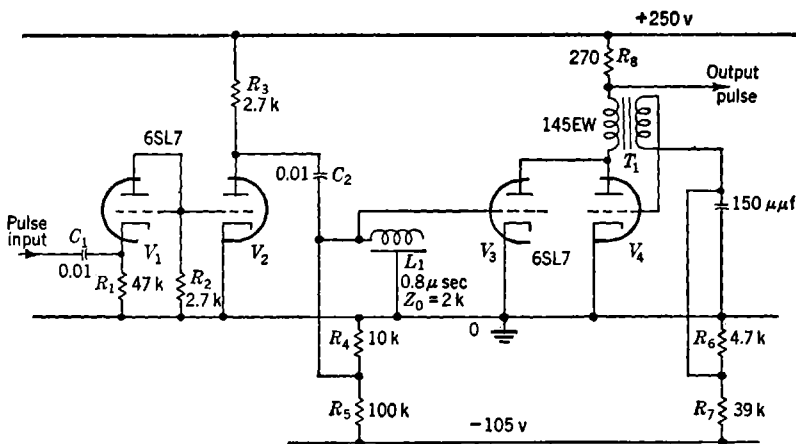 +250 v
270 R8
Output
pulse
R3
2.7 k
145EW
6SL7
T1
0.01 C2
150 μμf
Pulse
input
C1
0.01
V1
V2
V3
6SL7
V4
L1
0.8 μ sec
Z0 = 2 k
R1 47 k
R2
2.7 k
0
R4 10 k
R6 4.7 k
R5 100 k
R7 39 k
−105 v